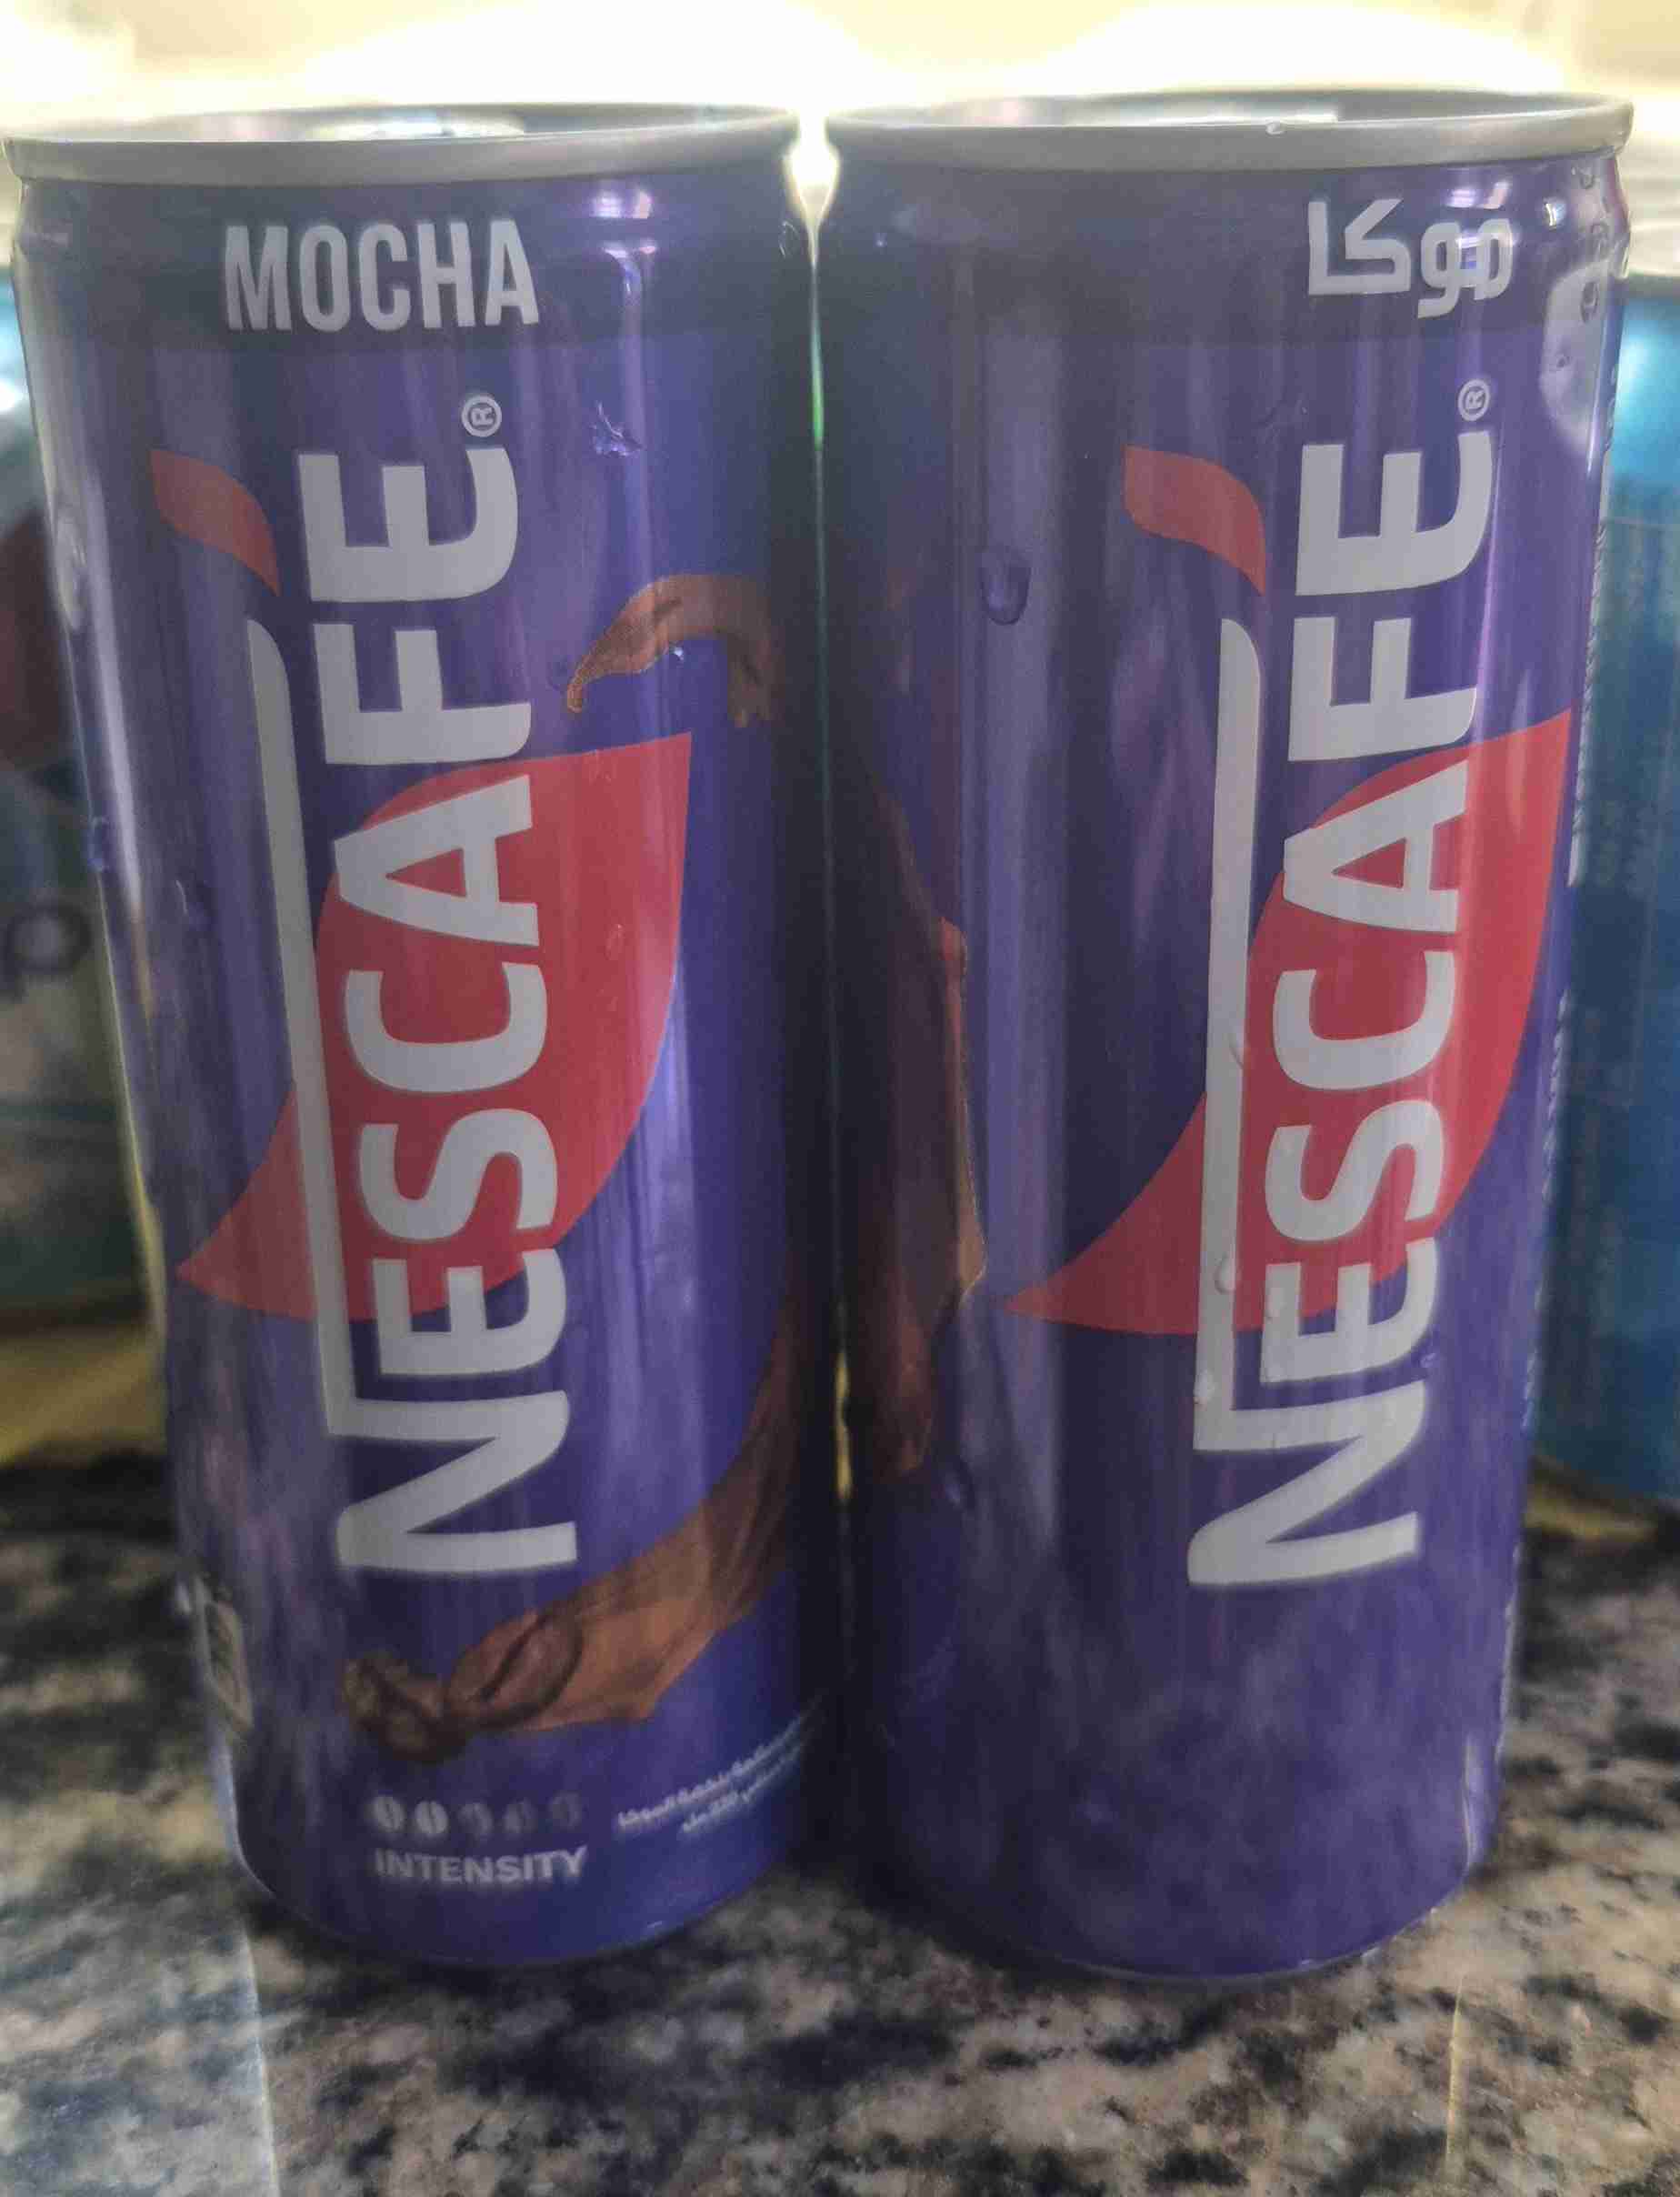 MOCHA
NESCAFÉ®
INTENSITY
موكا
NESCAFÉ®